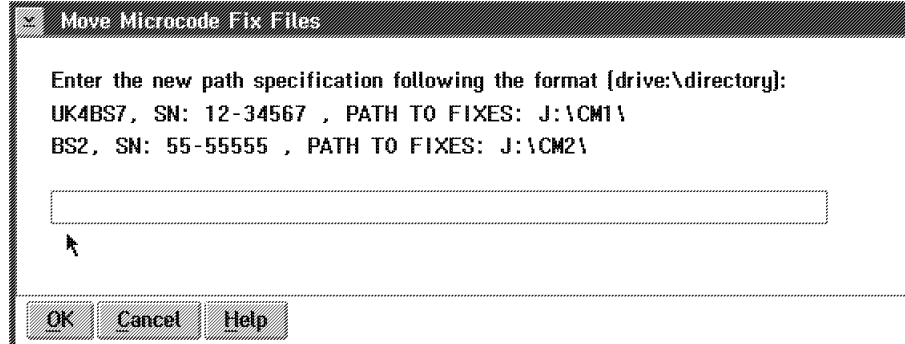 Move Microcode Fix Files
Enter the new path specification following the format (drive:\directory):
UK4BS7, SN: 12-34567 , PATH TO FIXES: J:\CM1\
BS2, SN: 55-55555 , PATH TO FIXES: J:\CM2\
OK Cancel Help